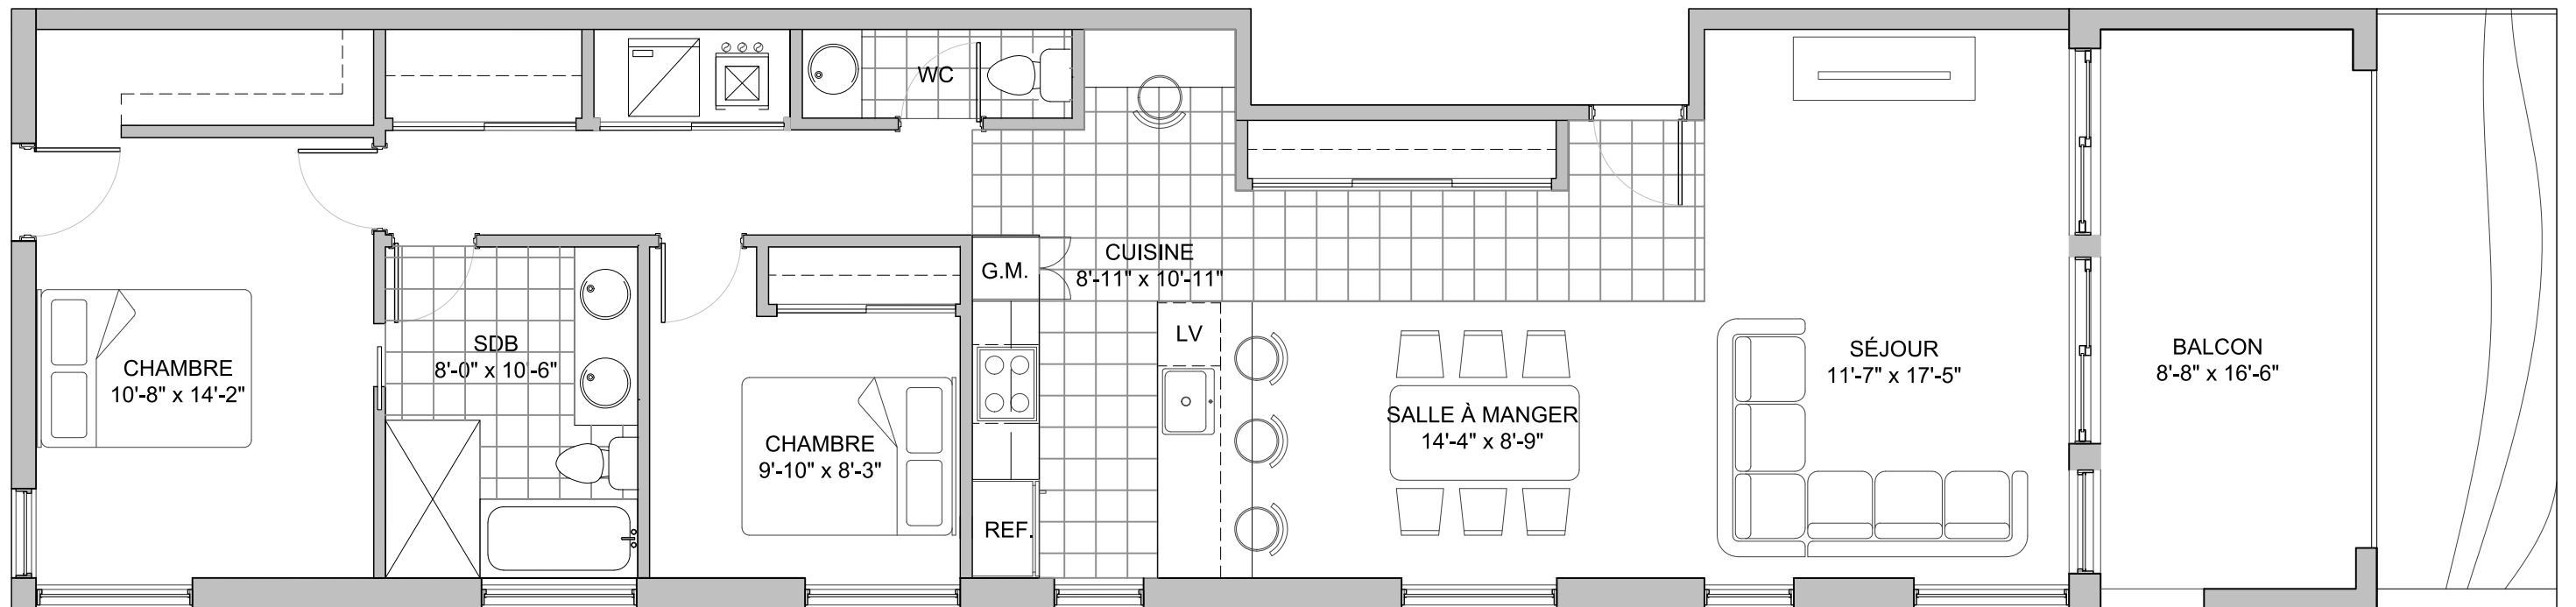 WC
CUISINE
8'-11" x 10'-11"
G.M.
LV
SDB
8'-0" x 10'-6"
CHAMBRE
10'-8" x 14'-2"
CHAMBRE
9'-10" x 8'-3"
REF.
SALLE À MANGER
14'-4" x 8'-9"
SÉJOUR
11'-7" x 17'-5"
BALCON
8'-8" x 16'-6"